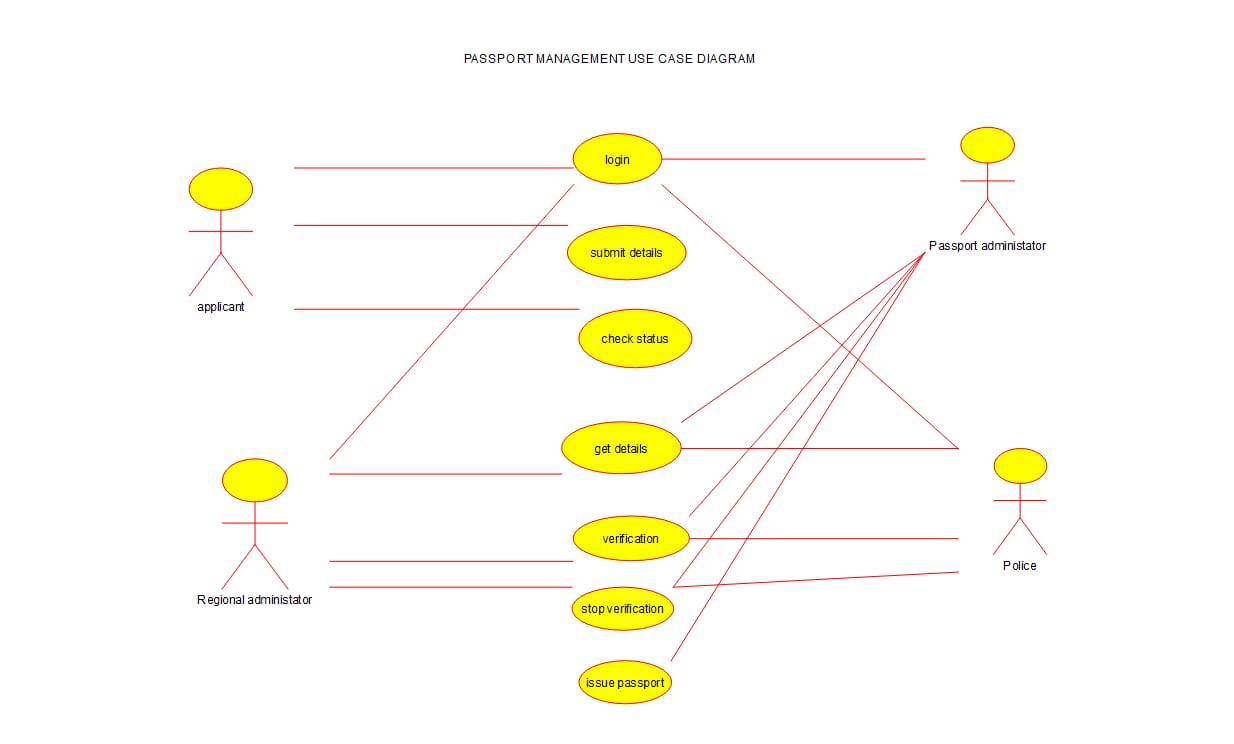 PASSPORT MANAGEMENT USE CASE DIAGRAM
login
submit details
Passport administator
applicant
check status
get details
verification
Police
Regional administator
stop verification
issue passport